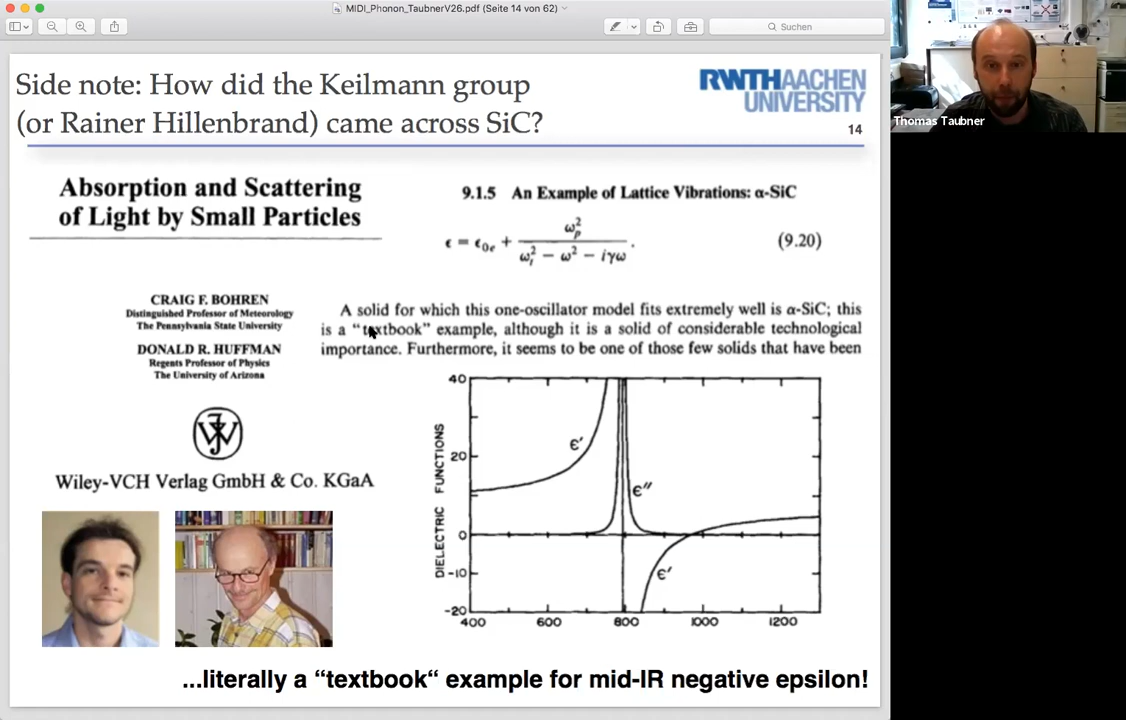 MIDI_Phonon_TaubnerV26.pdf (Seite 14 von 62)
Suchen
Side note: How did the Keilmann group
(or Rainer Hillenbrand) came across SiC?
RWTHAACHEN
UNIVERSITY
14
Thomas Taubner
Absorption and Scattering
of Light by Small Particles
CRAIG F. BOHREN
Distinguished Professor of Meteorology
The Pennsylvania State University
DONALD R. HUFFMAN
Regents Professor of Physics
The University of Arizona
Wiley-VCH Verlag GmbH & Co. KGaA
9.1.5 An Example of Lattice Vibrations: α-SiC
ϵ = ϵ₀ₑ + ωₚ² / (ωₜ² − ω² − iγω). (9.20)
A solid for which this one-oscillator model fits extremely well is α-SiC; this
is a "textbook" example, although it is a solid of considerable technological
importance. Furthermore, it seems to be one of those few solids that have been
DIELECTRIC FUNCTIONS
40
20
0
-10
-20
ϵ′
ϵ″
ϵ′
400 600 800 1000 1200
...literally a “textbook“ example for mid-IR negative epsilon!